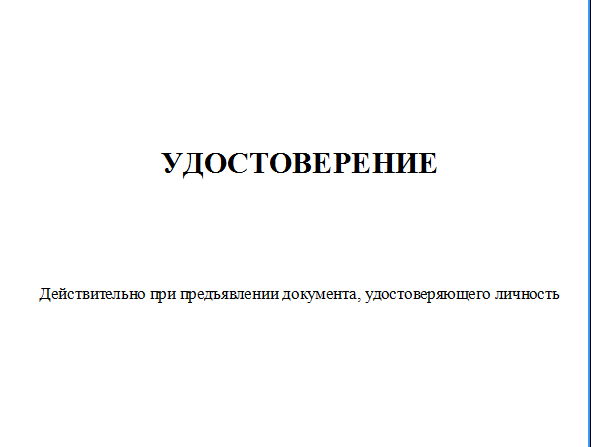 УДОСТОВЕРЕНИЕ
Действительно при предъявлении документа, удостоверяющего личность